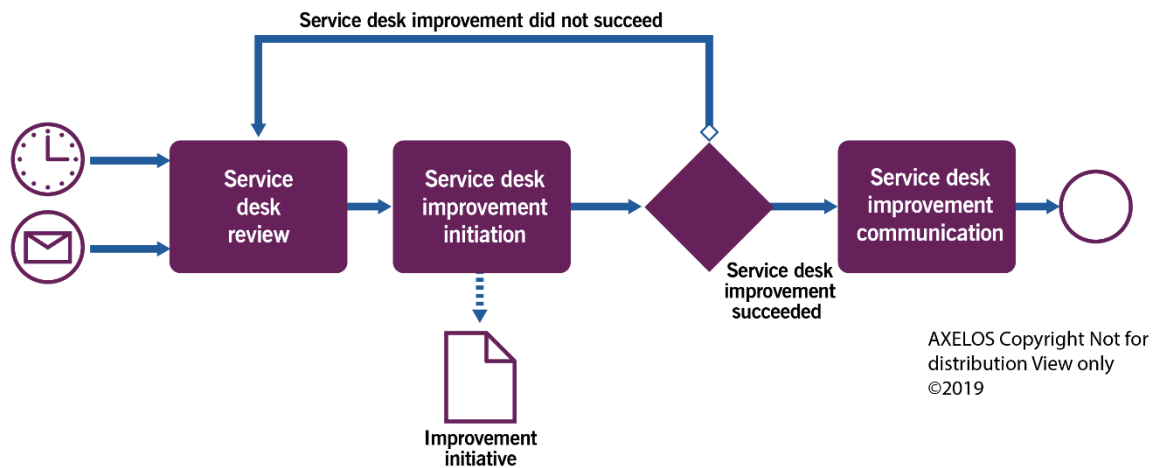 Service desk improvement did not succeed
Service
desk
review
Service desk
improvement
initiation
Service desk
improvement
succeeded
Service desk
improvement
communication
Improvement
initiative
AXELOS Copyright Not for
distribution View only
©2019